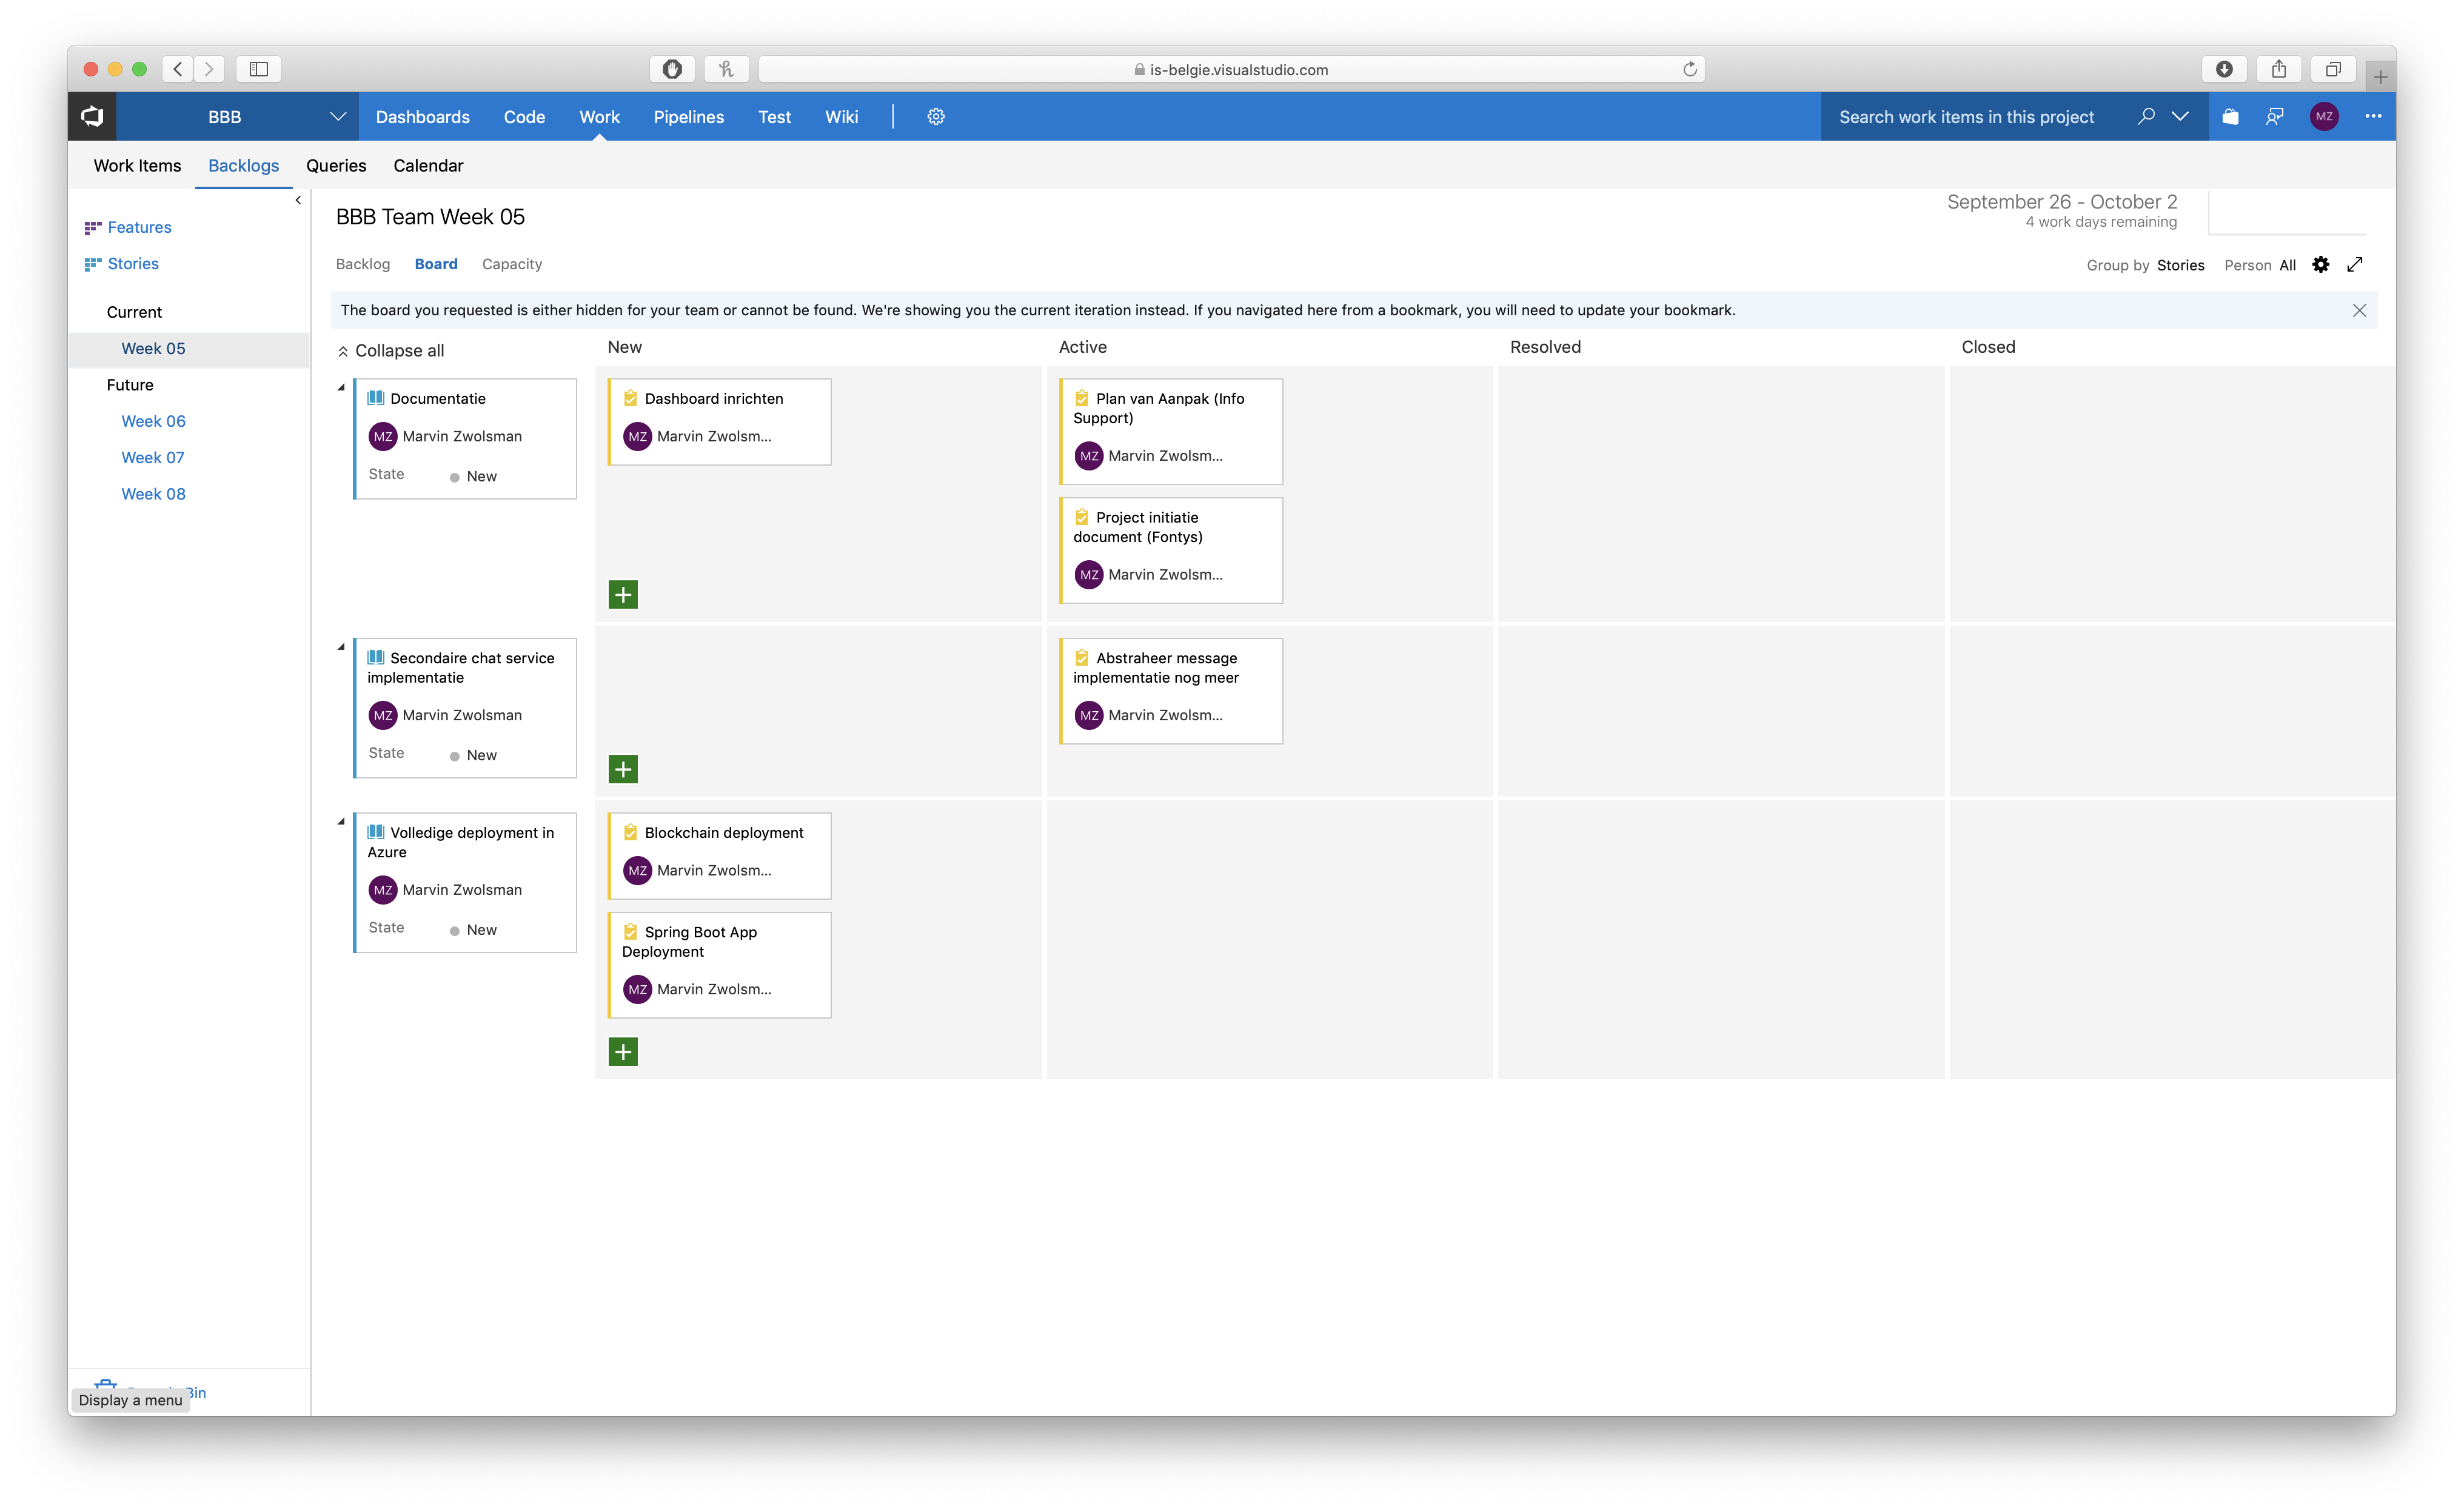 is-belgie.visualstudio.com
BBB
Dashboards
Code
Work
Pipelines
Test
Wiki
Search work items in this project
MZ
Work Items
Backlogs
Queries
Calendar
Features
Stories
Current
Week 05
Future
Week 06
Week 07
Week 08
BBB Team Week 05
September 26 - October 2
4 work days remaining
Backlog
Board
Capacity
Group by Stories
Person All
The board you requested is either hidden for your team or cannot be found. We're showing you the current iteration instead. If you navigated here from a bookmark, you will need to update your bookmark.
Collapse all
New
Active
Resolved
Closed
Documentatie
MZ Marvin Zwolsman
State New
Dashboard inrichten
MZ Marvin Zwolsm...
Plan van Aanpak (Info
Support)
MZ Marvin Zwolsm...
Project initiatie
document (Fontys)
MZ Marvin Zwolsm...
Secondaire chat service
implementatie
MZ Marvin Zwolsman
State New
Abstraheer message
implementatie nog meer
MZ Marvin Zwolsm...
Volledige deployment in
Azure
MZ Marvin Zwolsman
State New
Blockchain deployment
MZ Marvin Zwolsm...
Spring Boot App
Deployment
MZ Marvin Zwolsm...
Bin
Display a menu